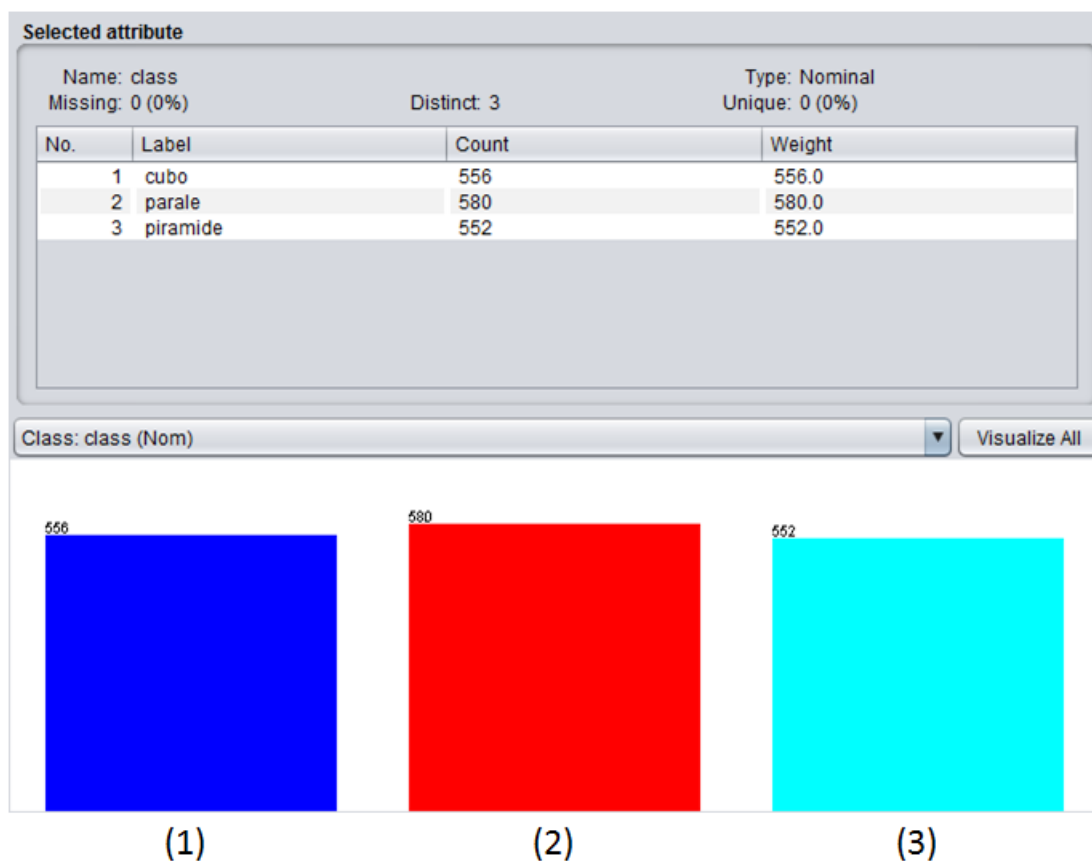 Selected attribute
Name: class Type: Nominal
Missing: 0 (0%) Distinct: 3 Unique: 0 (0%)
No. Label Count Weight
1 cubo 556 556.0
2 parale 580 580.0
3 piramide 552 552.0
Class: class (Nom) Visualize All
556 580 552
(1) (2) (3)